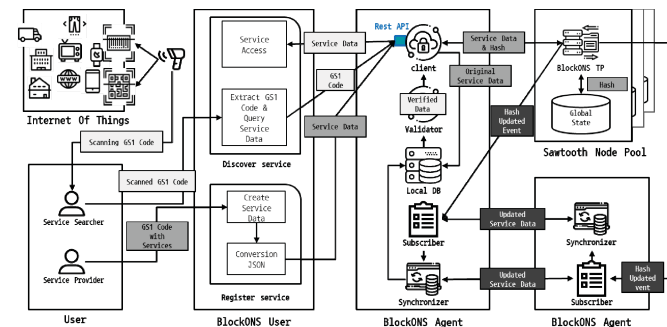 Internet Of Things
Scanning GS1 Code
Service Searcher
Service Provider
User
Scanned GS1 Code
GS1 Code
with
Services
Service
Access
Extract GS1
Code &
Query
Service
Data
Discover service
Create
Service
Data
Conversion
JSON
Register service
BlockONS User
Service Data
GS1
Code
Service Data
Rest API
client
Verified
Data
Validator
Local DB
Subscriber
Synchronizer
BlockONS Agent
Service Data
& Hash
Original
Service Data
Hash
Updated
Event
BlockONS TP
Hash
Global
State
Sawtooth Node Pool
Updated
Service Data
Synchronizer
Updated
Service Data
Subscriber
Hash
Updated
vent
BlockONS Agent